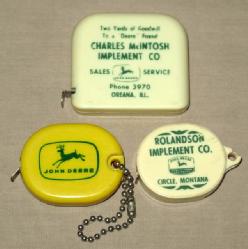 Two Yards of Goodwill
To a "Deere" Friend
CHARLES McINTOSH
IMPLEMENT CO
SALES SERVICE
Phone 3970
OREANA, ILL.
JOHN DEERE
ROLANDSON
IMPLEMENT CO.
CIRCLE, MONTANA